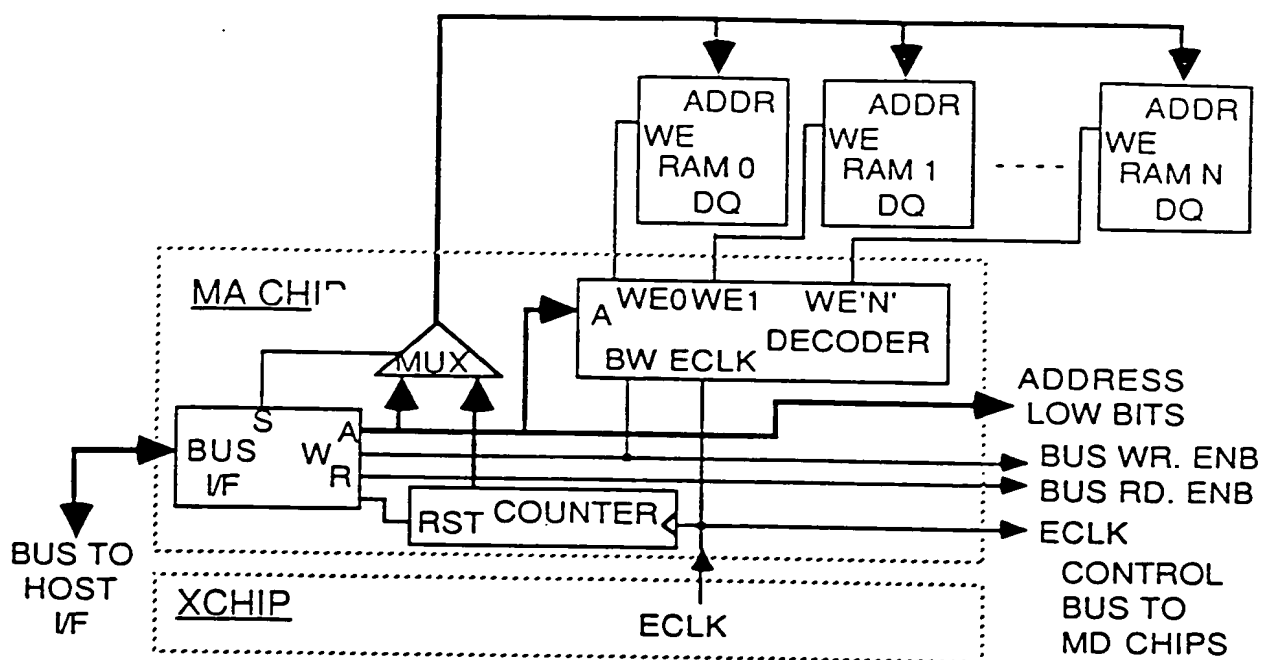 ADDR
WE
RAM 0
DQ
ADDR
WE
RAM 1
DQ
ADDR
WE
RAM N
DQ
MA
WE0 WE1 WE'N'
A
DECODER
BW ECLK
MUX
S
A
BUS
W
I/F
R
RST COUNTER
ADDRESS
LOW BITS
BUS WR. ENB
BUS RD. ENB
ECLK
CONTROL
BUS TO
MD CHIPS
BUS TO
HOST
I/F
XCHIP
ECLK